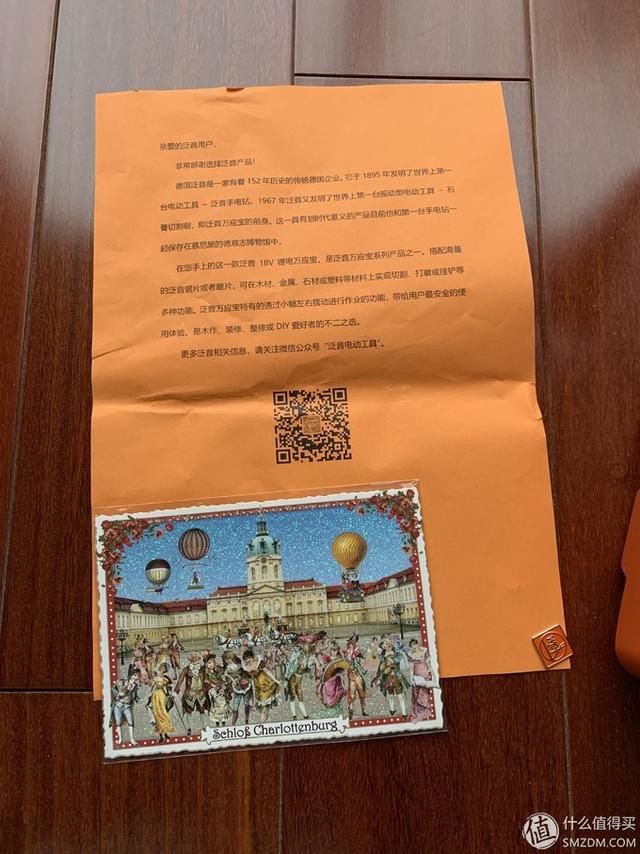 亲爱的泛音用户，
非常感谢选择泛音产品！
德国泛音是一家有着 152 年历史的传统德国企业。它于 1895 年发明了世界上第一
台电动工具 – 泛音手电钻。1967 年泛音又发明了世界上第一台振动型电动工具 – 石
膏切割锯，即泛音万应宝的前身。这一具有划时代意义的产品目前也和第一台手电钻一
起保存在慕尼黑的德意志博物馆中。
在您手上的这一款泛音 18V 锂电万应宝，是泛音万应宝系列产品之一。搭配海量
的泛音锯片或者磨片，可在木材、金属、石材或塑料等材料上实现切割、打磨或挂铲等
多种功能。泛音万应宝特有的通过小幅左右摆动进行作业的功能，带给用户最安全的使
用体验。是木作、装修、整修或 DIY 爱好者的不二之选。
更多泛音相关信息，请关注微信公众号“泛音电动工具”。
Schloß Charlottenburg
值 什么值得买
SMZDM.COM